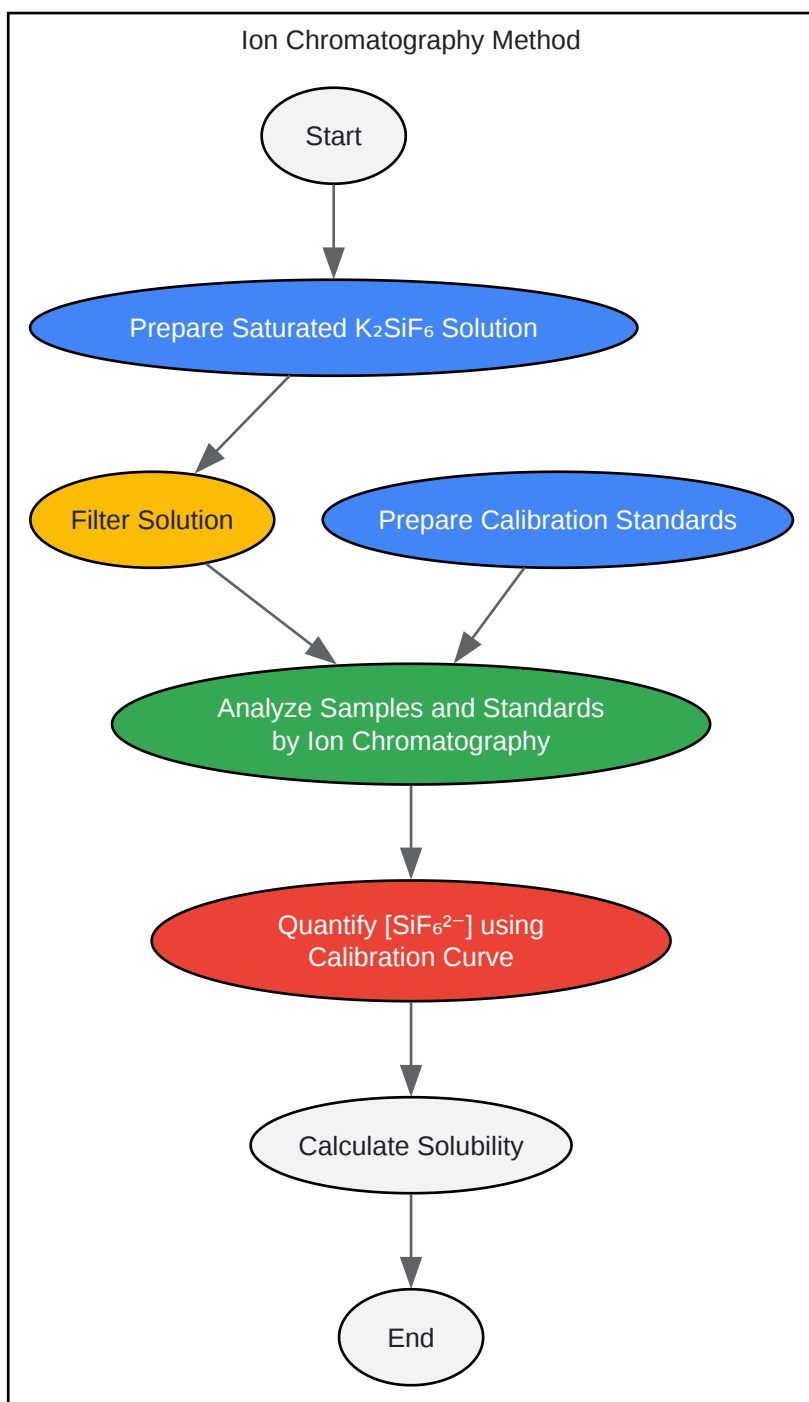 Ion Chromatography Method
Start
Prepare Saturated K₂SiF₆ Solution
Filter Solution
Prepare Calibration Standards
Analyze Samples and Standards
by Ion Chromatography
Quantify [SiF₆²⁻] using
Calibration Curve
Calculate Solubility
End